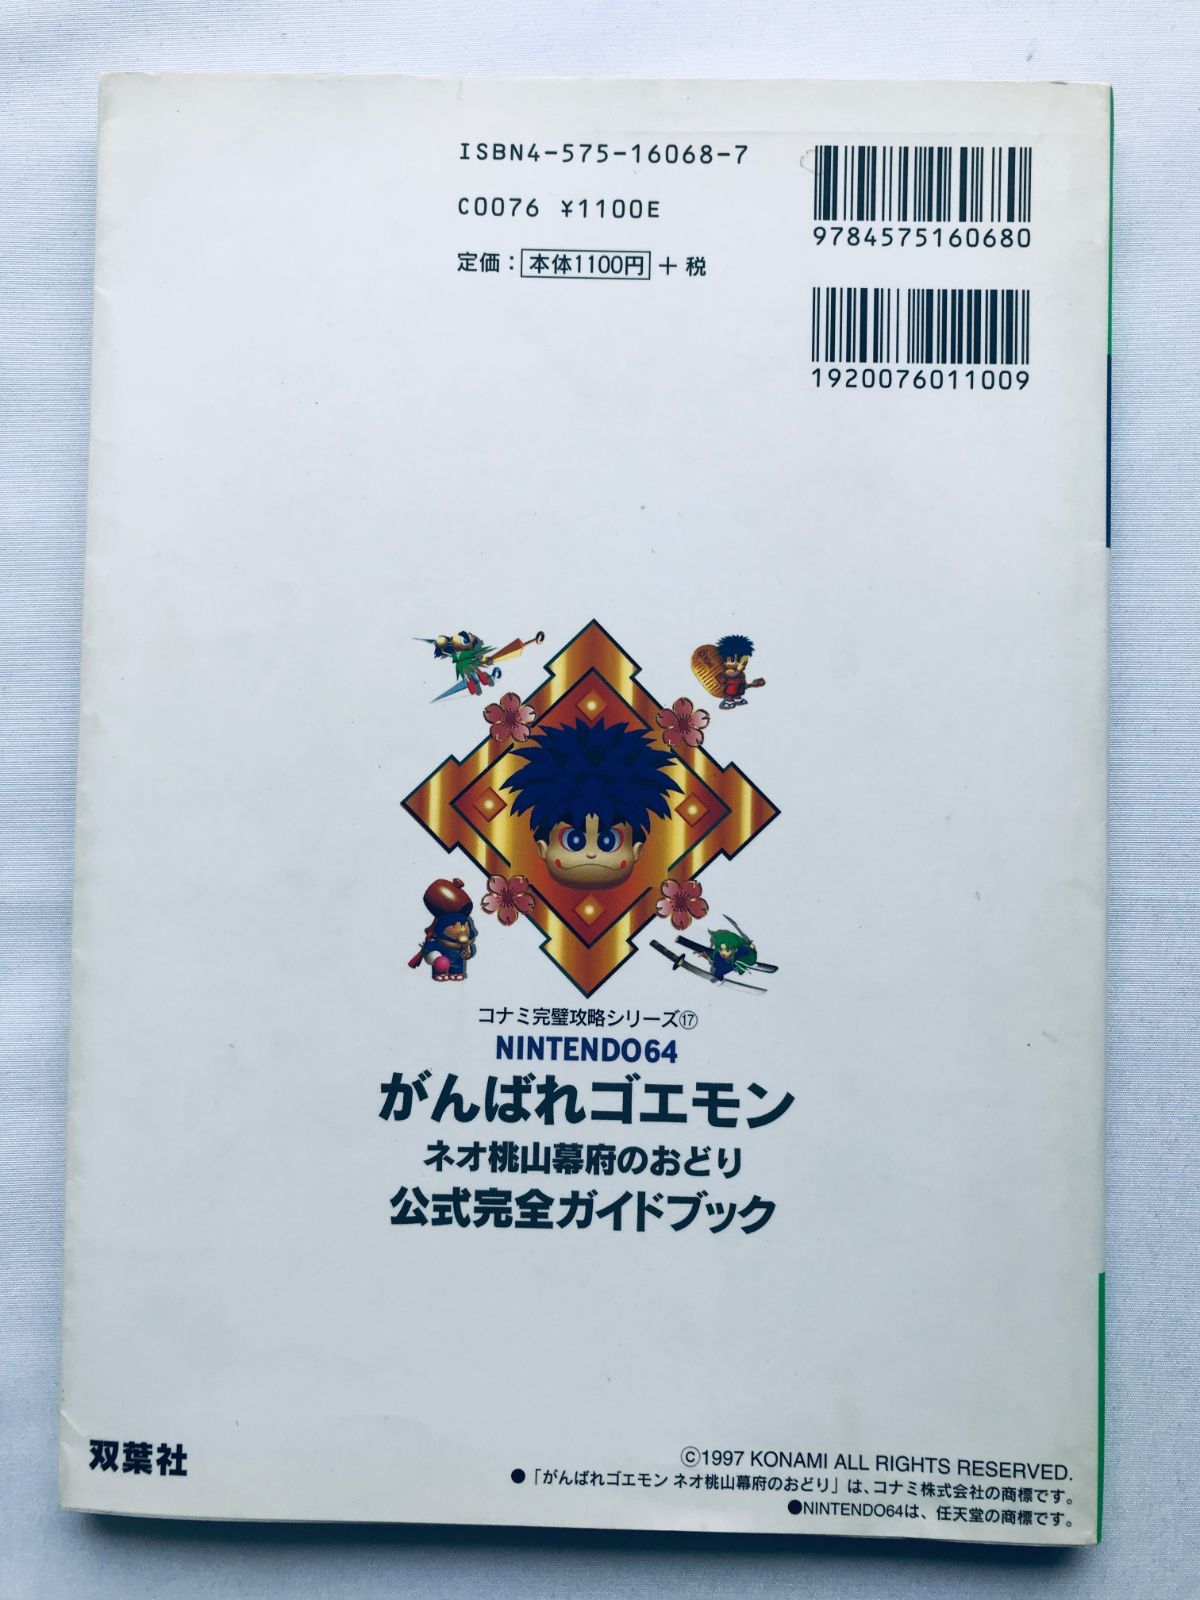 ISBN4-575-16068-7
C0076 ¥1100E
定価：本体1100円＋税
9784575160680
1920076011009
コナミ完璧攻略シリーズ⑰
NINTENDO64
がんばれゴエモン
ネオ桃山幕府のおどり
公式完全ガイドブック
双葉社
©1997 KONAMI ALL RIGHTS RESERVED.
●「がんばれゴエモン ネオ桃山幕府のおどり」は、コナミ株式会社の商標です。
●NINTENDO64は、任天堂の商標です。